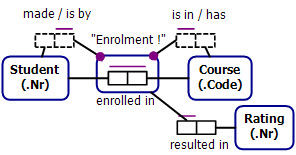 made / is by
is in / has
"Enrolment !"
Student
(.Nr)
Course
(.Code)
enrolled in
Rating
(.Nr)
resulted in